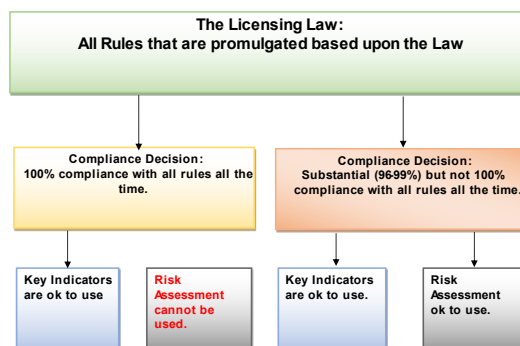 The Licensing Law:
All Rules that are promulgated based upon the Law
Compliance Decision:
100% compliance with all rules all the
time.
Compliance Decision:
Substantial (96-99%) but not 100%
compliance with all rules all the time.
Key Indicators
are ok to use
Risk
Assessment
cannot be
used.
Key Indicators
are ok to use.
Risk
Assessment
ok to use.